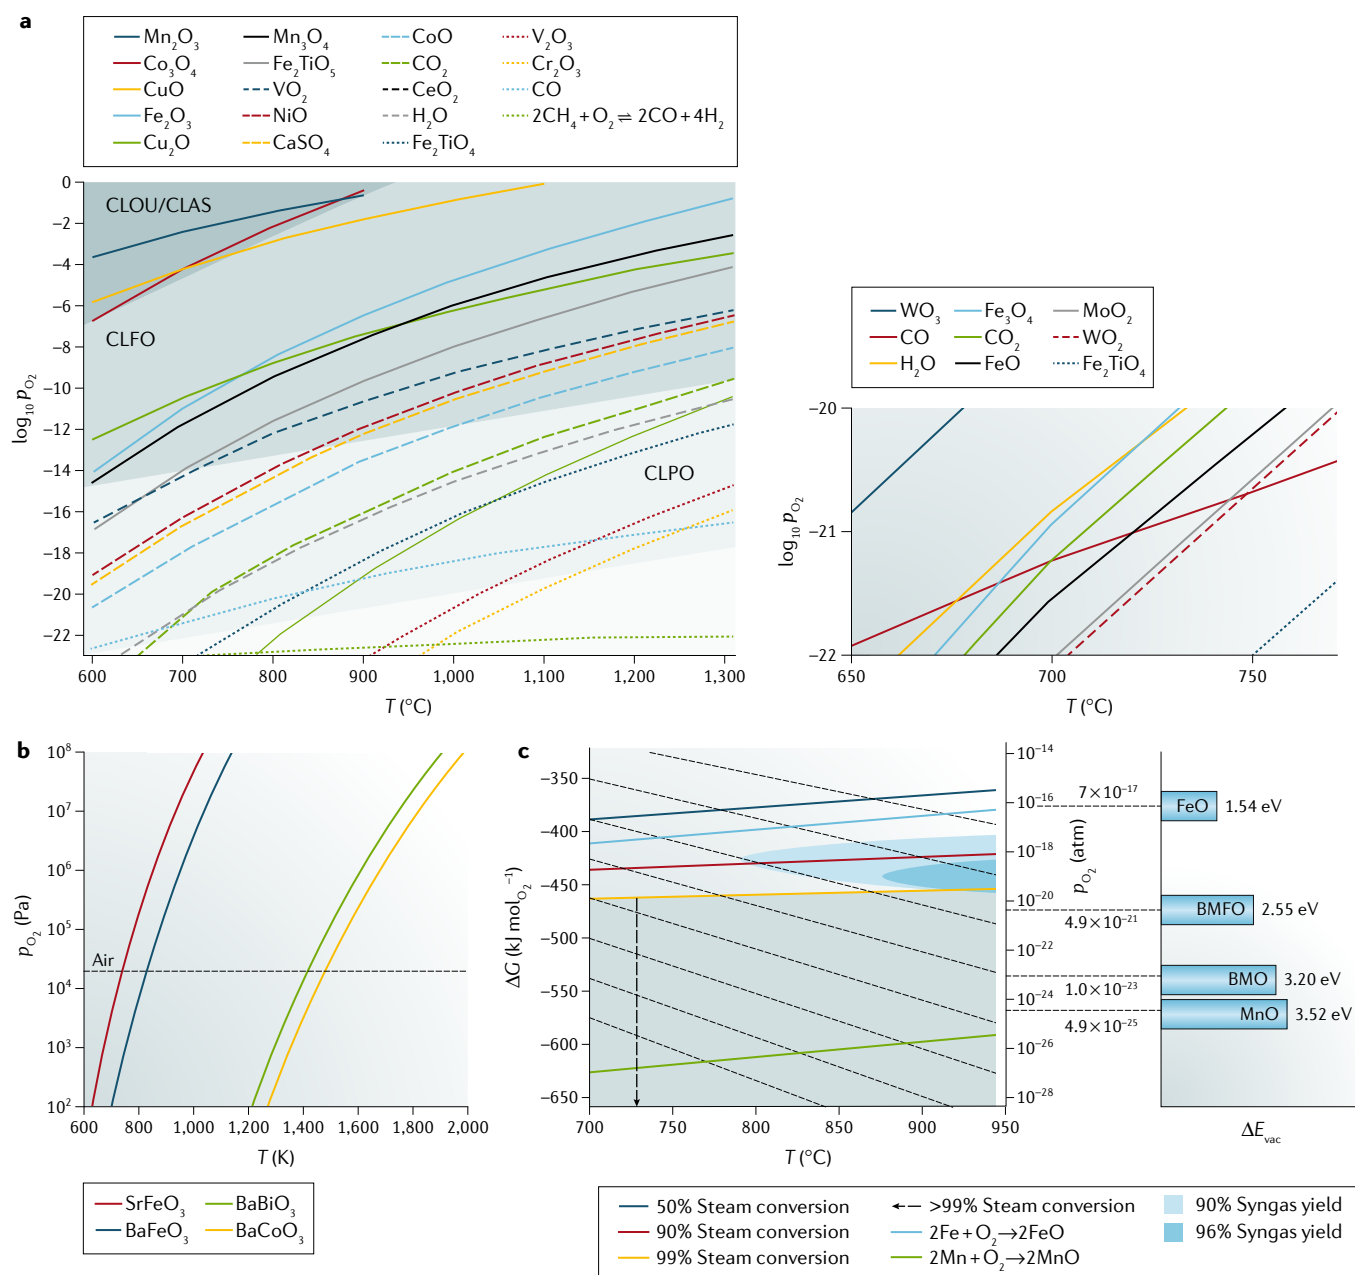 a
Mn₂O₃ Mn₃O₄ CoO V₂O₃
Co₃O₄ Fe₂TiO₅ CO₂ Cr₂O₃
CuO VO₂ CeO₂ CO
Fe₂O₃ NiO H₂O 2CH₄ + O₂ ⇌ 2CO + 4H₂
Cu₂O CaSO₄ Fe₂TiO₄
0
−2
−4
−6
−8
−10
−12
−14
−16
−18
−20
−22
log₁₀ p_O₂
CLOU/CLAS
CLFO
CLPO
600 700 800 900 1,000 1,100 1,200 1,300
T (°C)
WO₃ Fe₃O₄ MoO₂
CO CO₂ WO₂
H₂O FeO Fe₂TiO₄
−20
−21
−22
log₁₀ p_O₂
650 700 750
T (°C)
b
10⁸
10⁷
10⁶
10⁵
10⁴
10³
10²
p_O₂ (Pa)
Air
600 800 1,000 1,200 1,400 1,600 1,800 2,000
T (K)
SrFeO₃ BaBiO₃
BaFeO₃ BaCoO₃
c
−350
−400
−450
−500
−550
−600
−650
ΔG (kJ mol_O₂⁻¹)
700 750 800 850 900 950
T (°C)
10⁻¹⁴
10⁻¹⁶
10⁻¹⁸
10⁻²⁰
10⁻²²
10⁻²⁴
10⁻²⁶
10⁻²⁸
p_O₂ (atm)
7 × 10⁻¹⁷
4.9 × 10⁻²¹
1.0 × 10⁻²³
4.9 × 10⁻²⁵
FeO 1.54 eV
BMFO 2.55 eV
BMO 3.20 eV
MnO 3.52 eV
ΔE_vac
50% Steam conversion >99% Steam conversion 90% Syngas yield
90% Steam conversion 2Fe + O₂→2FeO 96% Syngas yield
99% Steam conversion 2Mn + O₂→2MnO